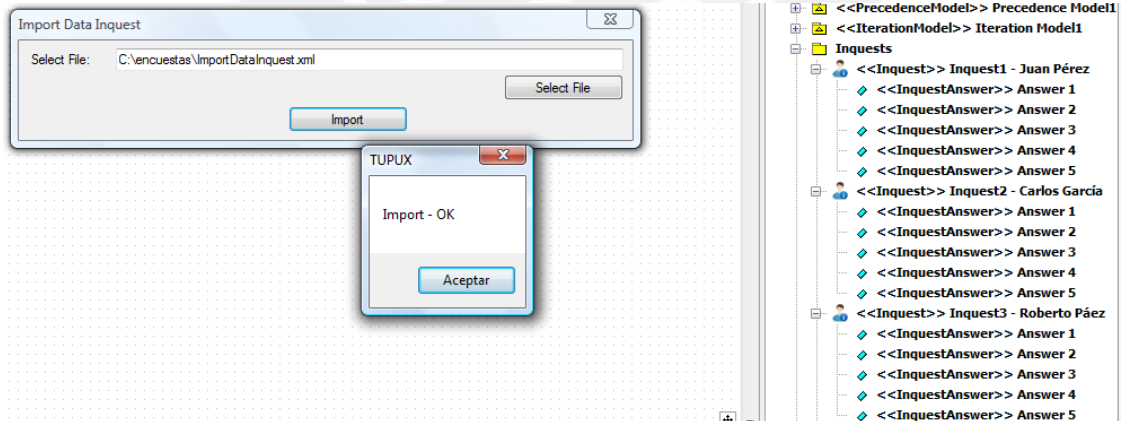 Import Data Inquest
Select File: C:\encuestas\ImportDataInquest.xml
Select File
Import
TUPUX
Import - OK
Aceptar
<<PrecedenceModel>> Precedence Model1
<<IterationModel>> Iteration Model1
Inquests
<<Inquest>> Inquest1 - Juan Pérez
<<InquestAnswer>> Answer 1
<<InquestAnswer>> Answer 2
<<InquestAnswer>> Answer 3
<<InquestAnswer>> Answer 4
<<InquestAnswer>> Answer 5
<<Inquest>> Inquest2 - Carlos García
<<InquestAnswer>> Answer 1
<<InquestAnswer>> Answer 2
<<InquestAnswer>> Answer 3
<<InquestAnswer>> Answer 4
<<InquestAnswer>> Answer 5
<<Inquest>> Inquest3 - Roberto Páez
<<InquestAnswer>> Answer 1
<<InquestAnswer>> Answer 2
<<InquestAnswer>> Answer 3
<<InquestAnswer>> Answer 4
<<InquestAnswer>> Answer 5